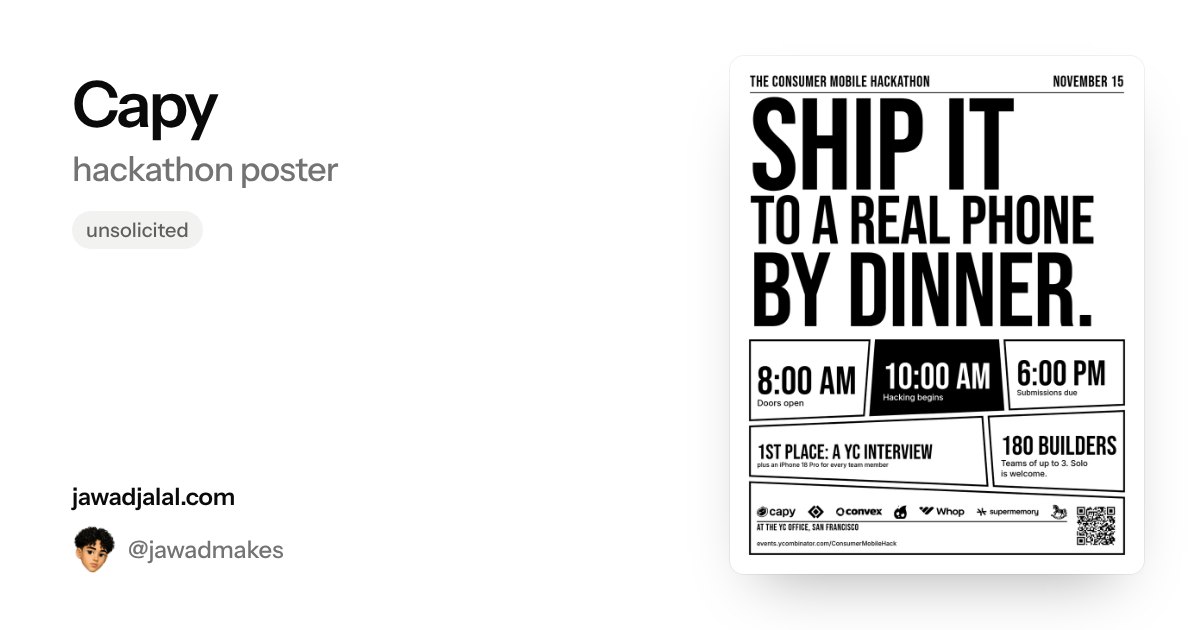 Capy
hackathon poster
unsolicited
jawadjalal.com
@jawadmakes
THE CONSUMER MOBILE HACKATHON
NOVEMBER 15
SHIP IT
TO A REAL PHONE
BY DINNER.
8:00 AM
Doors open
10:00 AM
Hacking begins
6:00 PM
Submissions due
1ST PLACE: A YC INTERVIEW
plus an iPhone 18 Pro for every team member
180 BUILDERS
Teams of up to 3. Solo
is welcome.
capy convex Whop supermemory
AT THE YC OFFICE, SAN FRANCISCO
events.ycombinator.com/ConsumerMobileHack